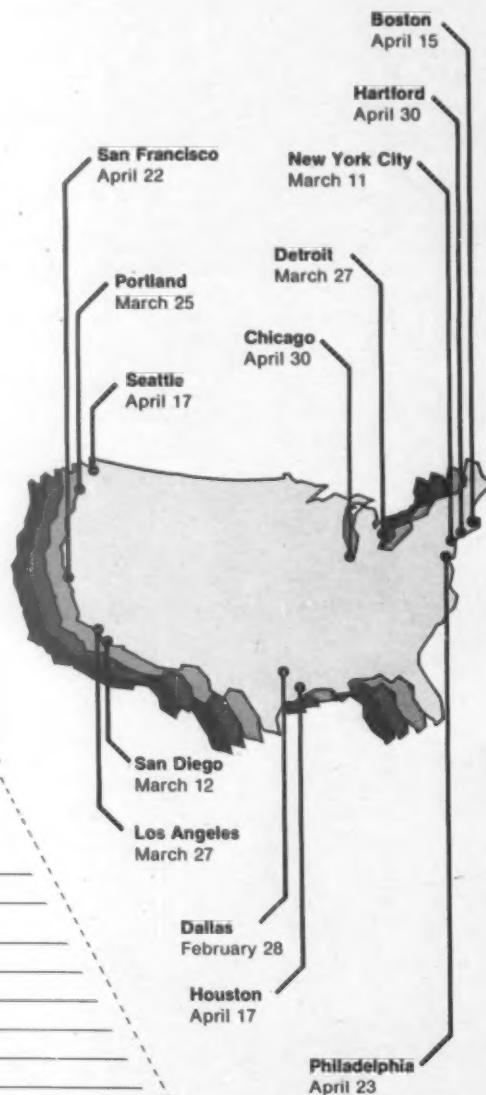 Boston
April 15
Hartford
April 30
San Francisco
April 22
New York City
March 11
Detroit
March 27
Portland
March 25
Chicago
April 30
Seattle
April 17
San Diego
March 12
Los Angeles
March 27
Dallas
February 28
Houston
April 17
Philadelphia
April 23